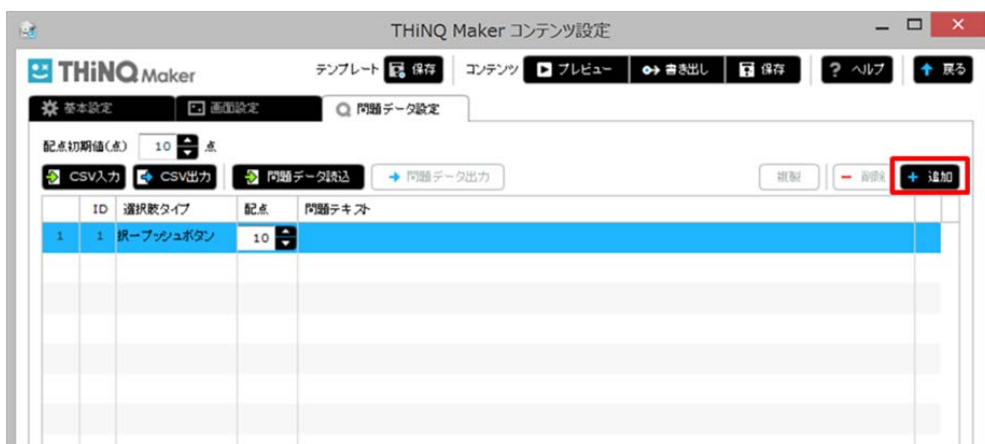 THiNQ Maker コンテンツ設定
THiNQ Maker テンプレート 保存 コンテンツ プレビュー 書き出し 保存 ? ヘルプ 戻る
基本設定 画面設定 問題データ設定
配点初期値(点) 10 点
CSV入力 CSV出力 問題データ読込 問題データ出力 複製 削除 追加
ID 選択肢タイプ 配点 問題テキスト
1 1 択一プッシュボタン 10